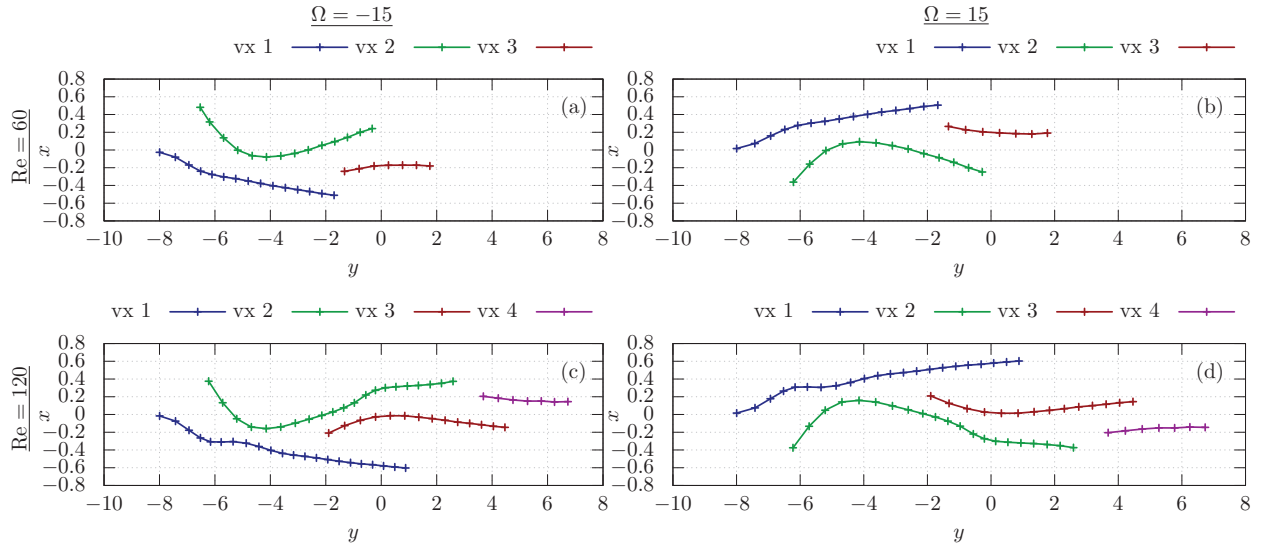 Ω = −15 Ω = 15
vx 1 vx 2 vx 3 vx 1 vx 2 vx 3
Re = 60
0.8 0.8
0.6 (a) 0.6 (b)
0.4 0.4
0.2 0.2
x 0 x 0
−0.2 −0.2
−0.4 −0.4
−0.6 −0.6
−0.8 −0.8
−10 −8 −6 −4 −2 0 2 4 6 8 −10 −8 −6 −4 −2 0 2 4 6 8
y y
vx 1 vx 2 vx 3 vx 4 vx 1 vx 2 vx 3 vx 4
Re = 120
0.8 0.8
0.6 (c) 0.6 (d)
0.4 0.4
0.2 0.2
x 0 x 0
−0.2 −0.2
−0.4 −0.4
−0.6 −0.6
−0.8 −0.8
−10 −8 −6 −4 −2 0 2 4 6 8 −10 −8 −6 −4 −2 0 2 4 6 8
y y